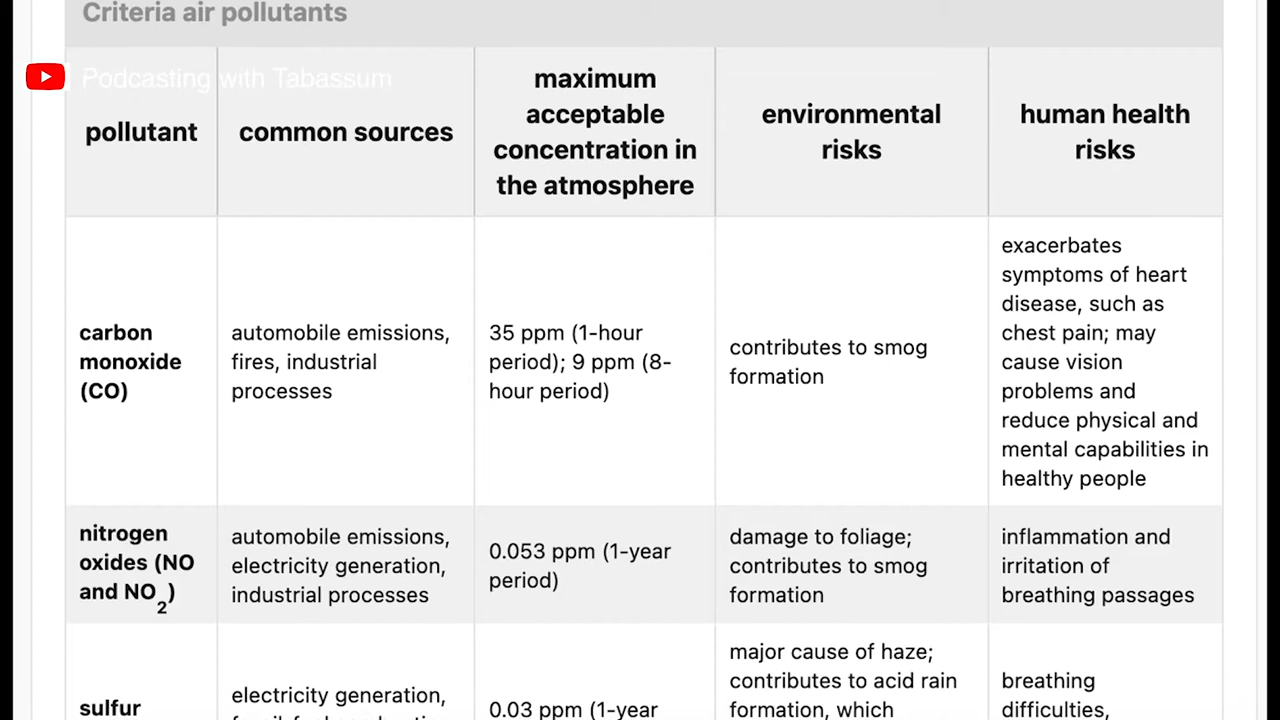 Criteria air pollutants
Podcasting with Tabassum
pollutant
common sources
maximum
acceptable
concentration in
the atmosphere
environmental
risks
human health
risks
carbon
monoxide
(CO)
automobile emissions,
fires, industrial
processes
35 ppm (1-hour
period); 9 ppm (8-
hour period)
contributes to smog
formation
exacerbates
symptoms of heart
disease, such as
chest pain; may
cause vision
problems and
reduce physical and
mental capabilities in
healthy people
nitrogen
oxides (NO
and NO2)
automobile emissions,
electricity generation,
industrial processes
0.053 ppm (1-year
period)
damage to foliage;
contributes to smog
formation
inflammation and
irritation of
breathing passages
sulfur
electricity generation,
0.03 ppm (1-year
major cause of haze;
contributes to acid rain
formation, which
breathing
difficulties,